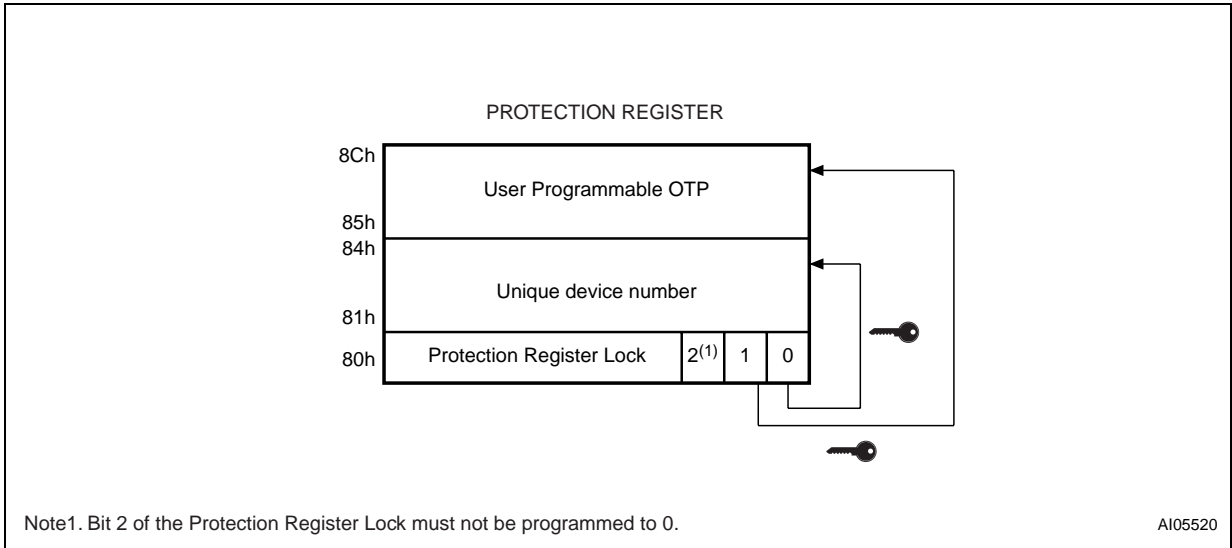 PROTECTION REGISTER
8Ch
User Programmable OTP
85h
84h
Unique device number
81h
80h Protection Register Lock 2(1) 1 0
Note1. Bit 2 of the Protection Register Lock must not be programmed to 0.
AI05520